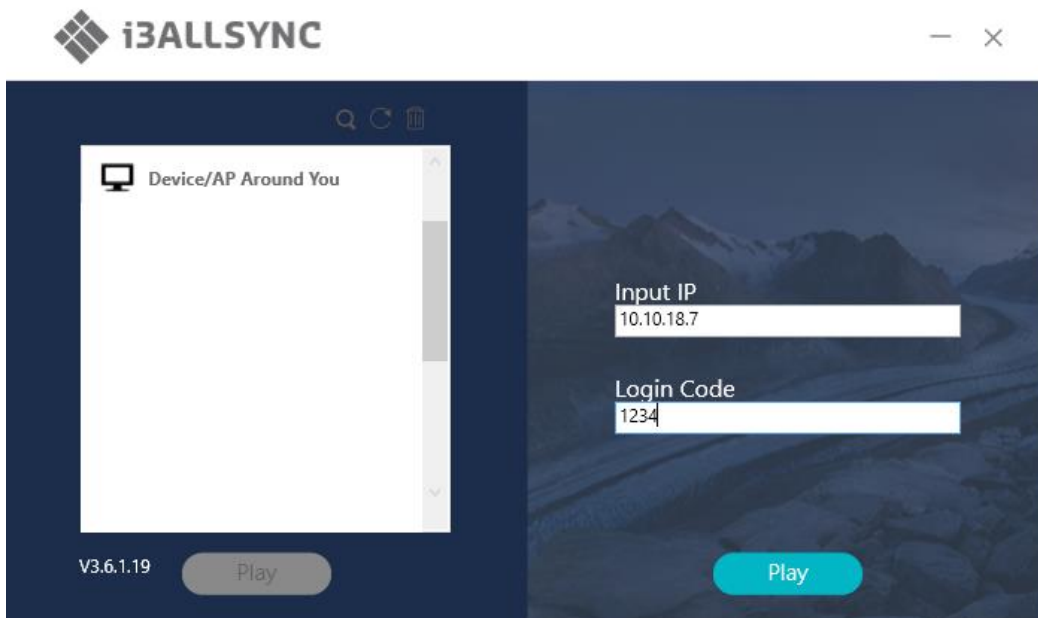 i3ALLSYNC
Device/AP Around You
V3.6.1.19
Play
Input IP
10.10.18.7
Login Code
1234
Play